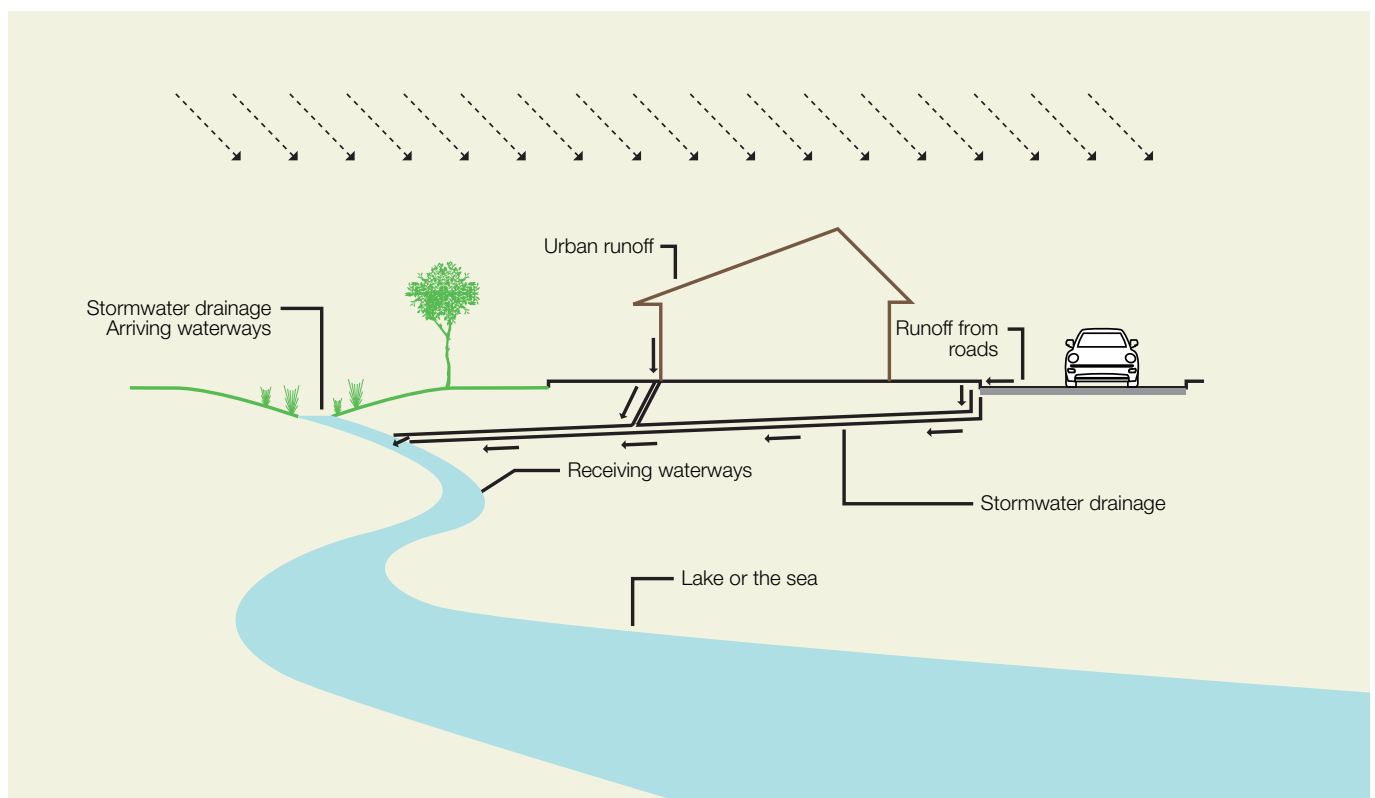 Urban runoff
Stormwater drainage
Arriving waterways
Runoff from
roads
Receiving waterways
Stormwater drainage
Lake or the sea